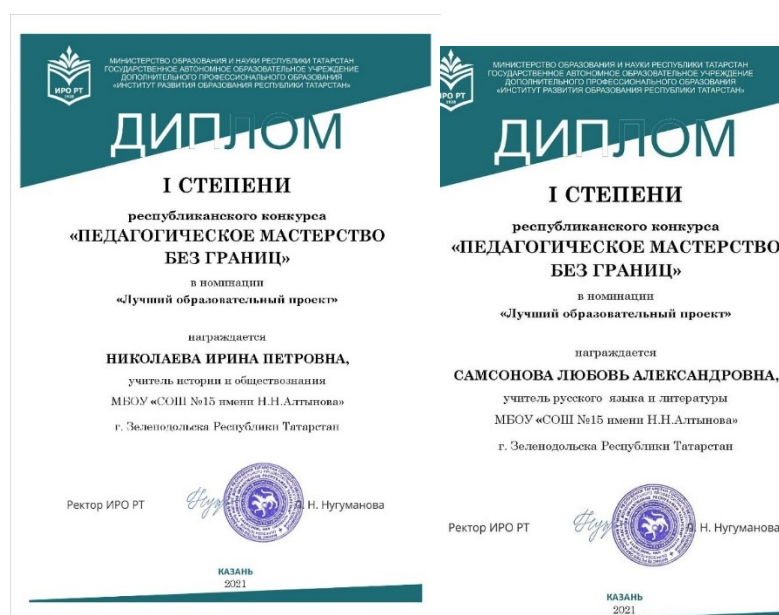 МИНИСТЕРСТВО ОБРАЗОВАНИЯ И НАУКИ РЕСПУБЛИКИ ТАТАРСТАН
ГОСУДАРСТВЕННОЕ АВТОНОМНОЕ ОБРАЗОВАТЕЛЬНОЕ УЧРЕЖДЕНИЕ
ДОПОЛНИТЕЛЬНОГО ПРОФЕССИОНАЛЬНОГО ОБРАЗОВАНИЯ
«ИНСТИТУТ РАЗВИТИЯ ОБРАЗОВАНИЯ РЕСПУБЛИКИ ТАТАРСТАН»
ИРО РТ
ДИПЛОМ
I СТЕПЕНИ
республиканского конкурса
«ПЕДАГОГИЧЕСКОЕ МАСТЕРСТВО
БЕЗ ГРАНИЦ»
в номинации
«Лучший образовательный проект»
награждается
НИКОЛАЕВА ИРИНА ПЕТРОВНА,
учитель истории и обществознания
МБОУ «СОШ №15 имени Н.Н.Алтынова»
г. Зеленодольска Республики Татарстан
Ректор ИРО РТ
Л. Н. Нугуманова
КАЗАНЬ
2021
МИНИСТЕРСТВО ОБРАЗОВАНИЯ И НАУКИ РЕСПУБЛИКИ ТАТАРСТАН
ГОСУДАРСТВЕННОЕ АВТОНОМНОЕ ОБРАЗОВАТЕЛЬНОЕ УЧРЕЖДЕНИЕ
ДОПОЛНИТЕЛЬНОГО ПРОФЕССИОНАЛЬНОГО ОБРАЗОВАНИЯ
«ИНСТИТУТ РАЗВИТИЯ ОБРАЗОВАНИЯ РЕСПУБЛИКИ ТАТАРСТАН»
ИРО РТ
ДИПЛОМ
I СТЕПЕНИ
республиканского конкурса
«ПЕДАГОГИЧЕСКОЕ МАСТЕРСТВО
БЕЗ ГРАНИЦ»
в номинации
«Лучший образовательный проект»
награждается
САМСОНОВА ЛЮБОВЬ АЛЕКСАНДРОВНА,
учитель русского языка и литературы
МБОУ «СОШ №15 имени Н.Н.Алтынова»
г. Зеленодольска Республики Татарстан
Ректор ИРО РТ
Л. Н. Нугуманова
КАЗАНЬ
2021